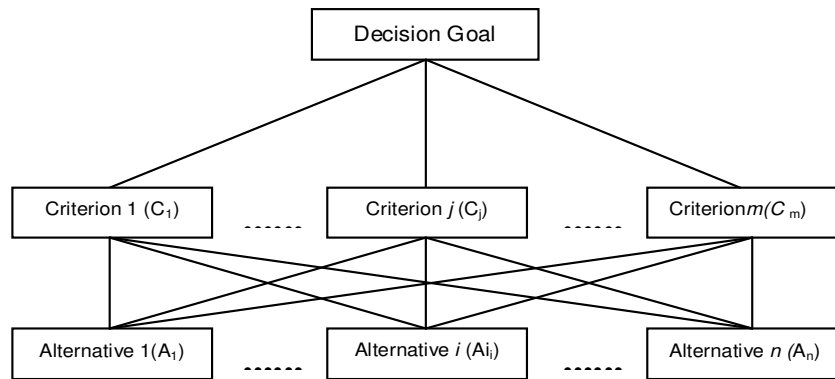 Decision Goal
Criterion 1 (C₁)
Criterion j (Cⱼ)
Criterionm(C ₘ)
Alternative 1(A₁)
Alternative i (Aiᵢ)
Alternative n (Aₙ)